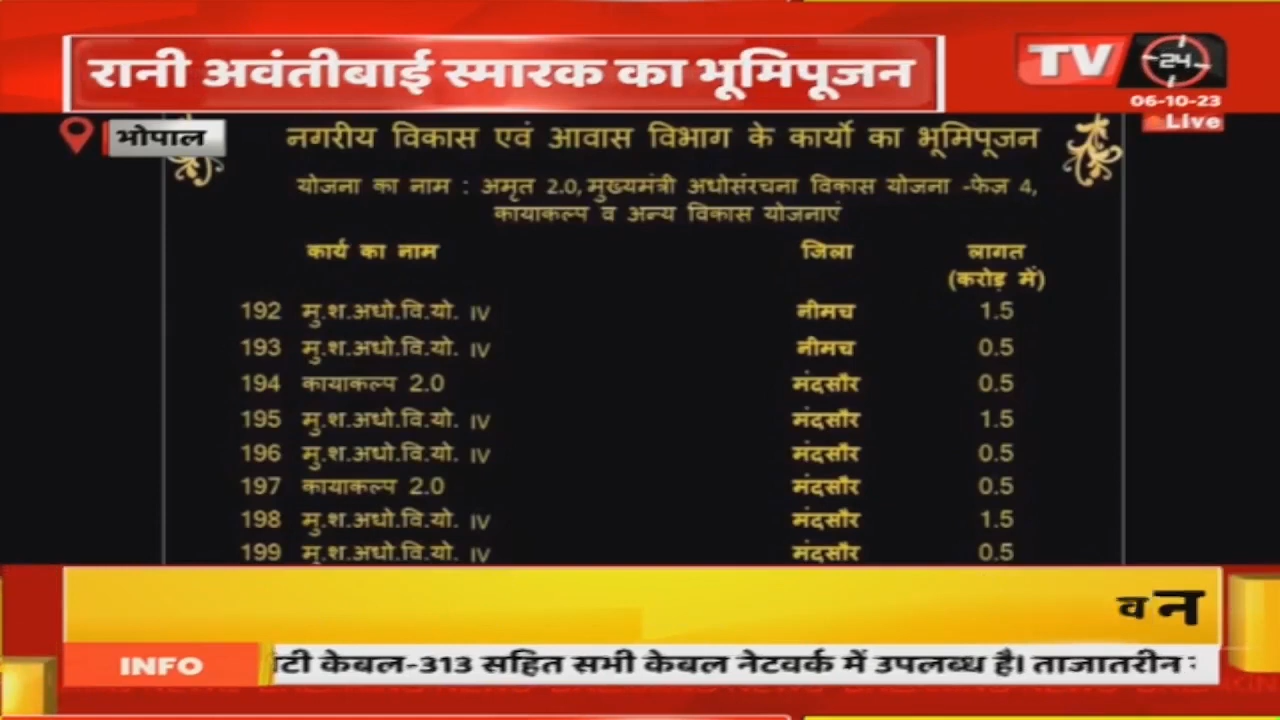 रानी अवंतीबाई स्मारक का भूमिपूजन
TV 24
06-10-23
Live
भोपाल
नगरीय विकास एवं आवास विभाग के कार्यो का भूमिपूजन
योजना का नाम : अमृत 2.0, मुख्यमंत्री अधोसंरचना विकास योजना -फेज़ 4,
कायाकल्प व अन्य विकास योजनाएं
कार्य का नाम जिला लागत
(करोड़ में)
192 मु.श.अधो.वि.यो. IV नीमच 1.5
193 मु.श.अधो.वि.यो. IV नीमच 0.5
194 कायाकल्प 2.0 मंदसौर 0.5
195 मु.श.अधो.वि.यो. IV मंदसौर 1.5
196 मु.श.अधो.वि.यो. IV मंदसौर 0.5
197 कायाकल्प 2.0 मंदसौर 0.5
198 मु.श.अधो.वि.यो. IV मंदसौर 1.5
199 मु.श.अधो.वि.यो. IV मंदसौर 0.5
व न
INFO टी केबल-313 सहित सभी केबल नेटवर्क में उपलब्ध है। ताजातरीन